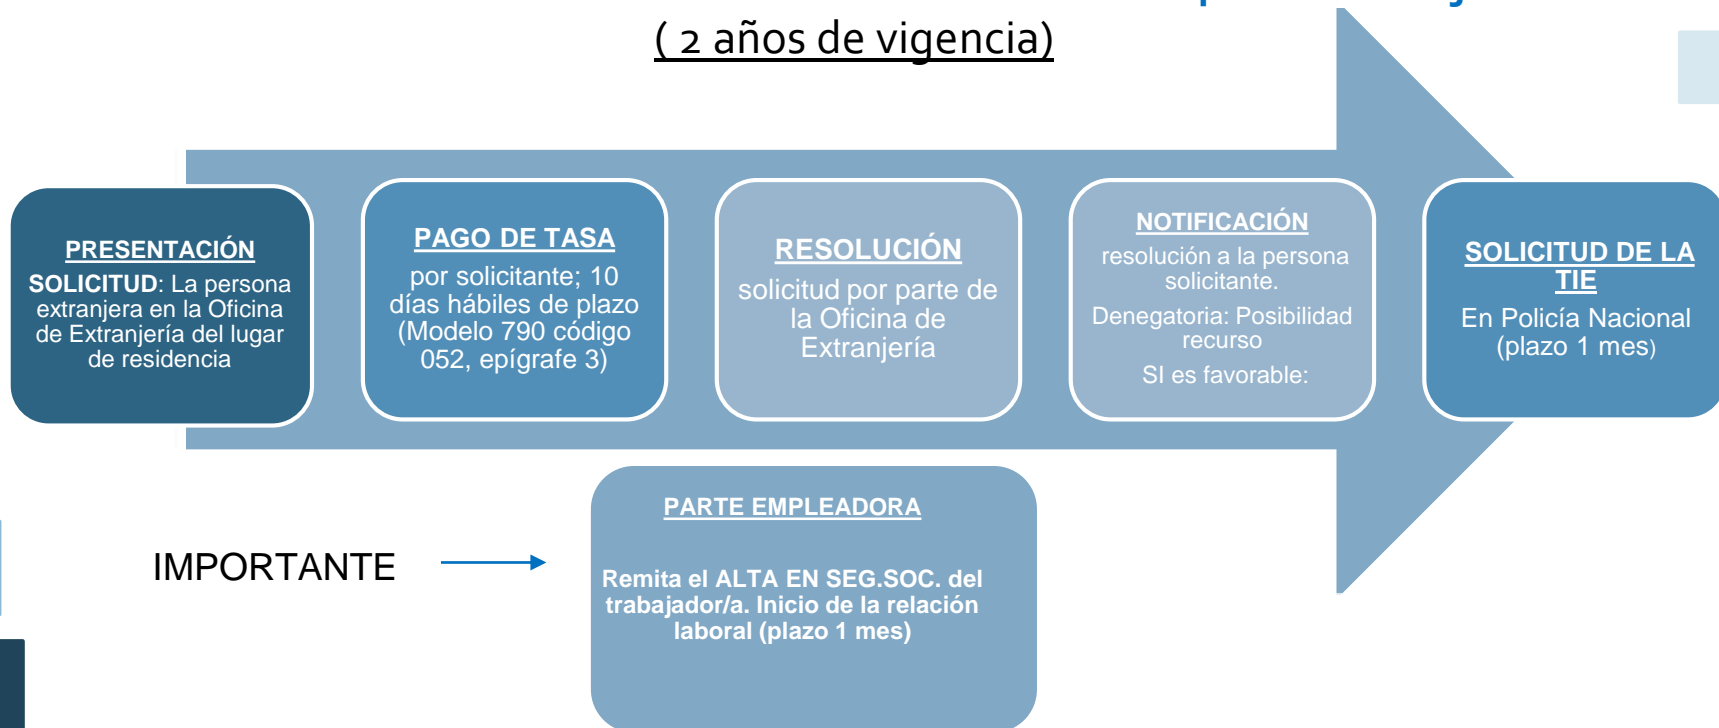 ( 2 años de vigencia)
PRESENTACIÓN
SOLICITUD: La persona
extranjera en la Oficina
de Extranjería del lugar
de residencia
PAGO DE TASA
por solicitante; 10
días hábiles de plazo
(Modelo 790 código
052, epígrafe 3)
RESOLUCIÓN
solicitud por parte de
la Oficina de
Extranjería
NOTIFICACIÓN
resolución a la persona
solicitante.
Denegatoria: Posibilidad
recurso
SI es favorable:
SOLICITUD DE LA
TIE
En Policía Nacional
(plazo 1 mes)
IMPORTANTE
PARTE EMPLEADORA
Remita el ALTA EN SEG.SOC. del
trabajador/a. Inicio de la relación
laboral (plazo 1 mes)